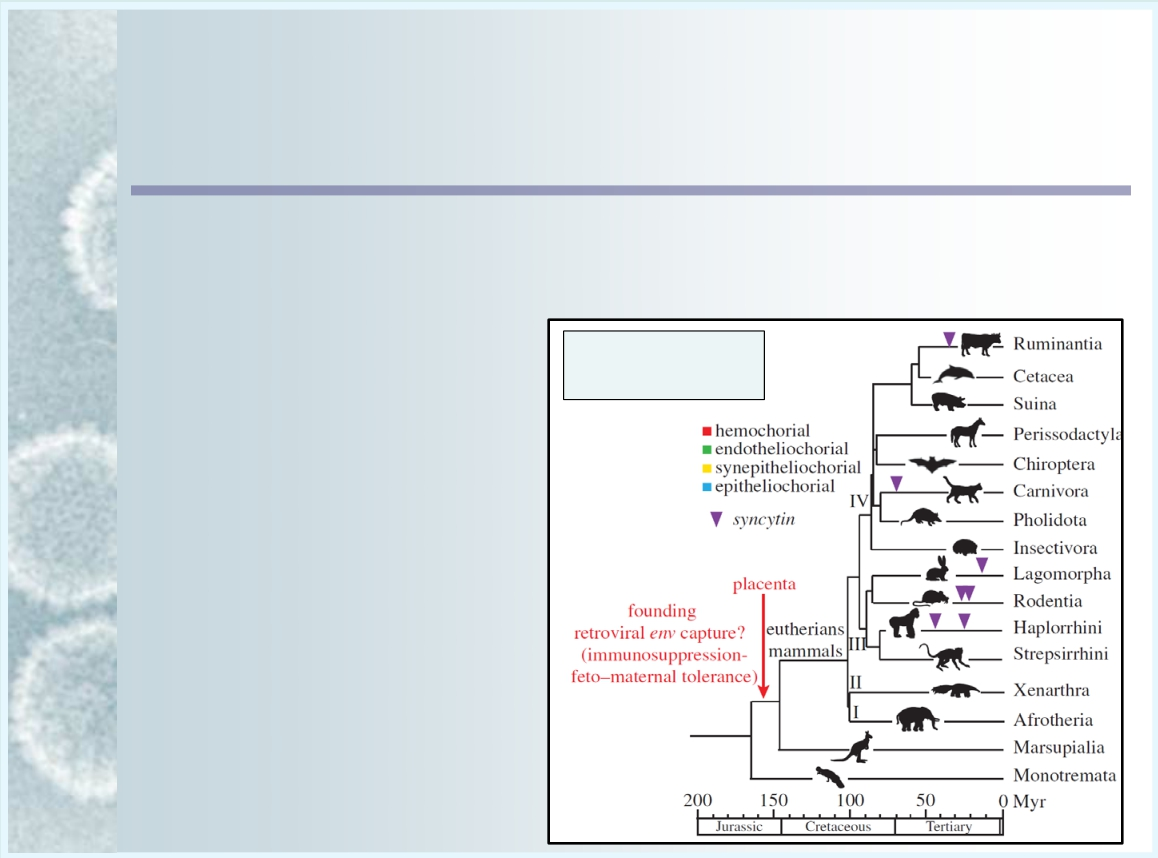 Ruminantia
Cetacea
Suina
hemochorial
endotheliochorial
synepitheliochorial
epitheliochorial
syncytin
Perissodactyla
Chiroptera
Carnivora
IV
Pholidota
Insectivora
Lagomorpha
Rodentia
Haplorrhini
Strepsirrhini
placenta
founding
retroviral env capture?
(immunosuppression-
feto–maternal tolerance)
eutherians
mammals
III
II
I
Xenarthra
Afrotheria
Marsupialia
Monotremata
200 150 100 50 0 Myr
Jurassic Cretaceous Tertiary